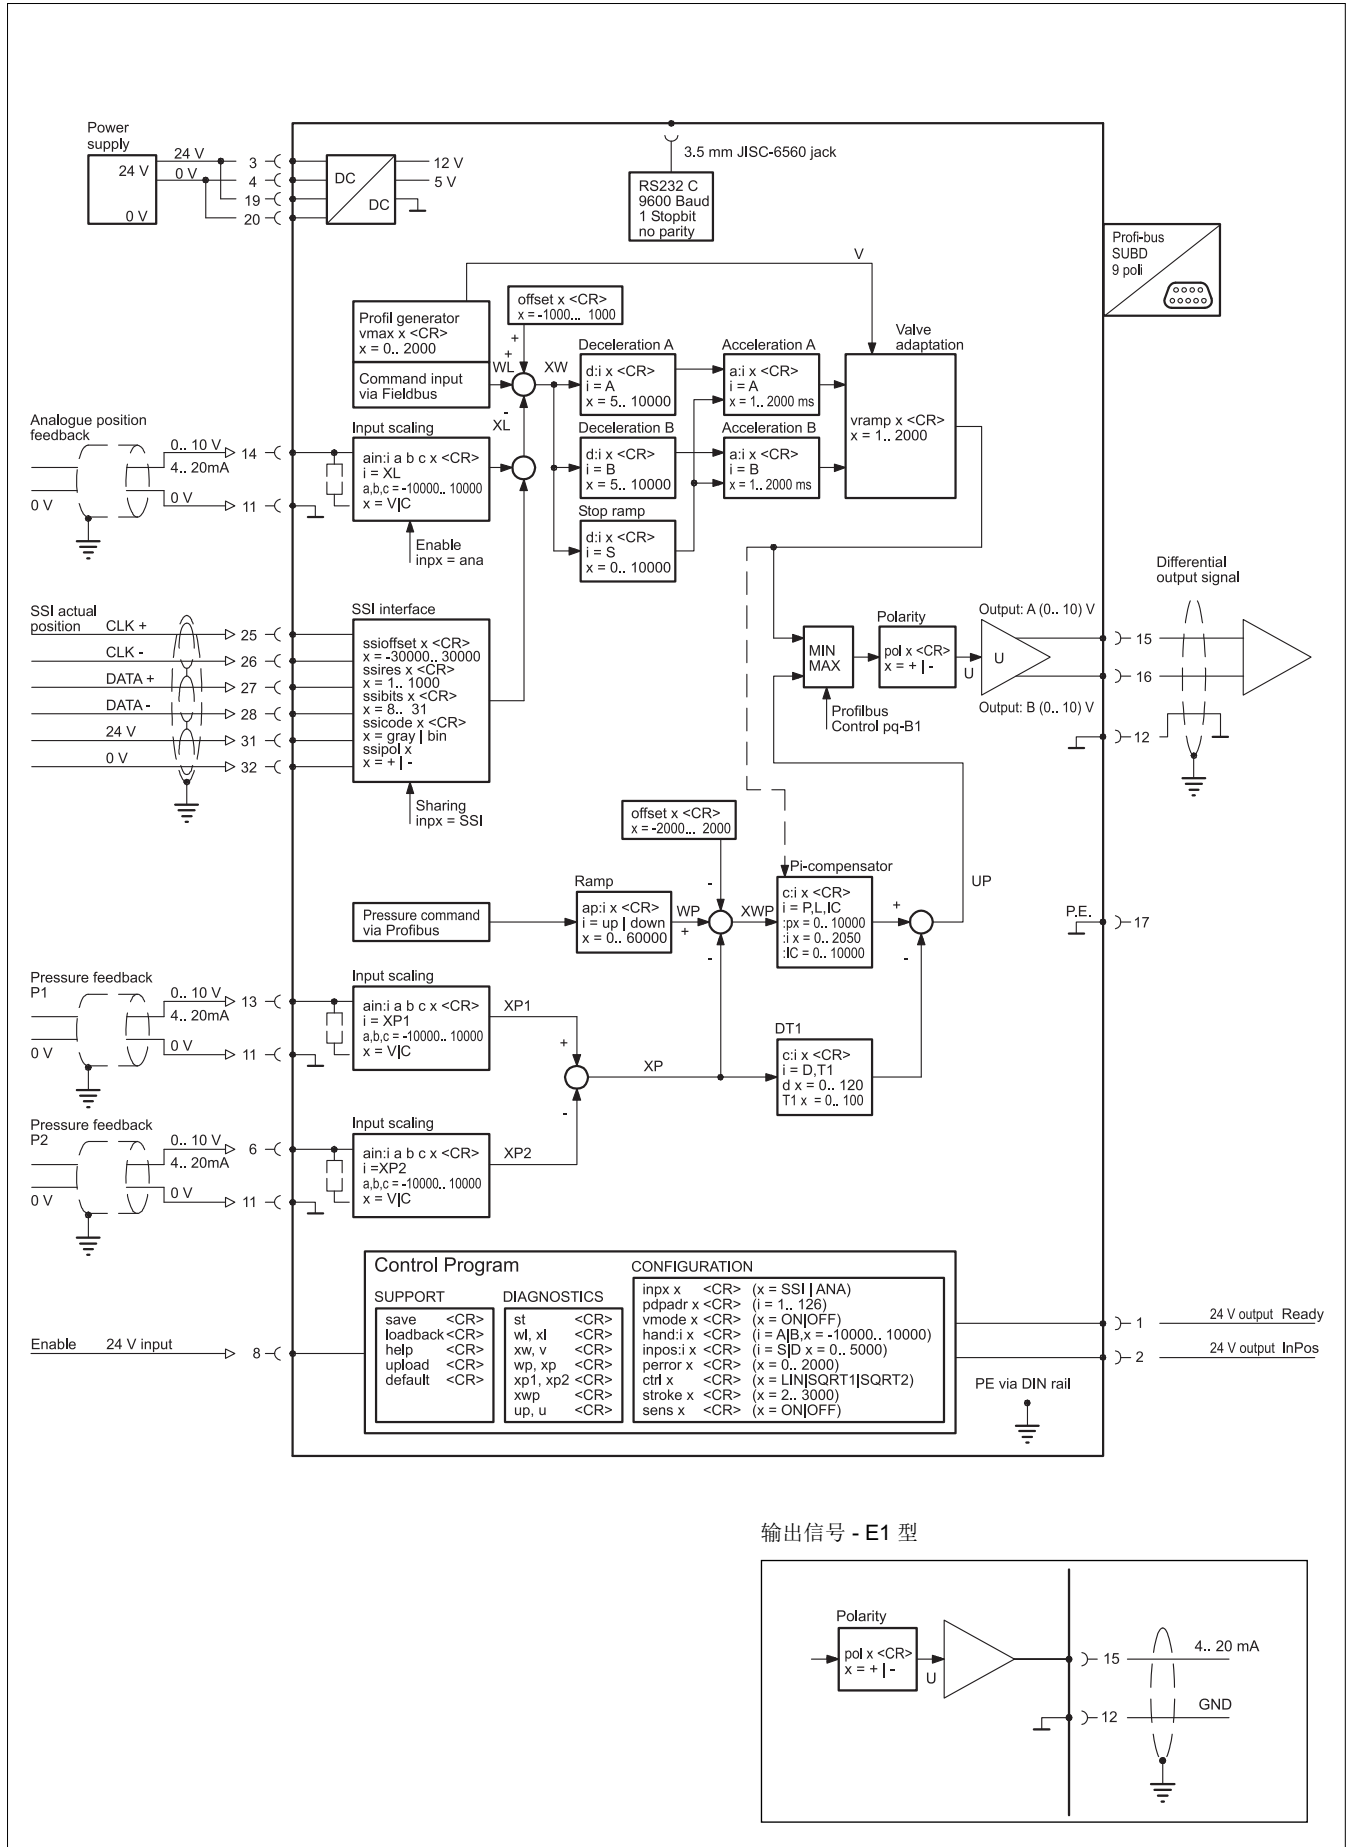 Power
supply
24 V
0 V
24 V
0 V
3
4
19
20
DC
DC
12 V
5 V
3.5 mm JISC-6560 jack
RS232 C
9600 Baud
1 Stopbit
no parity
Profi-bus
SUBD
9 poli
V
Profil generator
vmax x <CR>
x = 0.. 2000
Command input
via Fieldbus
offset x <CR>
x = -1000... 1000
+
+
WL
-
XL
XW
Deceleration A
d:i x <CR>
i = A
x = 5.. 10000
Acceleration A
a:i x <CR>
i = A
x = 1.. 2000 ms
Valve
adaptation
vramp x <CR>
x = 1.. 2000
Deceleration B
d:i x <CR>
i = B
x = 5.. 10000
Acceleration B
a:i x <CR>
i = B
x = 1.. 2000 ms
Stop ramp
d:i x <CR>
i = S
x = 0.. 10000
Analogue position
feedback
0.. 10 V
4.. 20mA
0 V
0 V
14
11
Input scaling
ain:i a b c x <CR>
i = XL
a,b,c = -10000.. 10000
x = V|C
Enable
inpx = ana
SSI actual
position
CLK +
CLK -
DATA +
DATA -
24 V
0 V
25
26
27
28
31
32
SSI interface
ssioffset x <CR>
x = -30000.. 30000
ssires x <CR>
x = 1.. 1000
ssibits x <CR>
x = 8.. 31
ssicode x <CR>
x = gray | bin
ssipol x
x = + | -
Sharing
inpx = SSI
MIN
MAX
Profilbus
Control pq-B1
Polarity
pol x <CR>
x = + | -
U
U
Output: A (0.. 10) V
Output: B (0.. 10) V
15
16
12
Differential
output signal
offset x <CR>
x = -2000... 2000
Pressure command
via Profibus
Ramp
ap:i x <CR>
i = up | down
x = 0.. 60000
WP
+
-
-
XWP
Pi-compensator
c:i x <CR>
i = P,L,IC
:px = 0.. 10000
:i x = 0.. 2050
:IC = 0.. 10000
+
-
UP
P.E.
17
Pressure feedback
P1
0.. 10 V
4.. 20mA
0 V
0 V
13
11
Input scaling
ain:i a b c x <CR>
i = XP1
a,b,c = -10000.. 10000
x = V|C
XP1
+
-
XP
DT1
c:i x <CR>
i = D,T1
d x = 0.. 120
T1 x = 0.. 100
Pressure feedback
P2
0.. 10 V
4.. 20mA
0 V
0 V
6
11
Input scaling
ain:i a b c x <CR>
i =XP2
a,b,c = -10000.. 10000
x = V|C
XP2
Control Program
SUPPORT
save <CR>
loadback <CR>
help <CR>
upload <CR>
default <CR>
DIAGNOSTICS
st <CR>
wl, xl <CR>
xw, v <CR>
wp, xp <CR>
xp1, xp2 <CR>
xwp <CR>
up, u <CR>
CONFIGURATION
inpx x <CR> (x = SSI | ANA)
pdpadr x <CR> (i = 1.. 126)
vmode x <CR> (x = ON|OFF)
hand:i x <CR> (i = A|B,x = -10000.. 10000)
inpos:i x <CR> (i = S|D x = 0.. 5000)
perror x <CR> (x = 0.. 2000)
ctrl x <CR> (x = LIN|SQRT1|SQRT2)
stroke x <CR> (x = 2.. 3000)
sens x <CR> (x = ON|OFF)
Enable 24 V input
8
1
24 V output Ready
2
24 V output InPos
PE via DIN rail
输出信号 - E1 型
Polarity
pol x <CR>
x = + | -
U
15
4.. 20 mA
12
GND